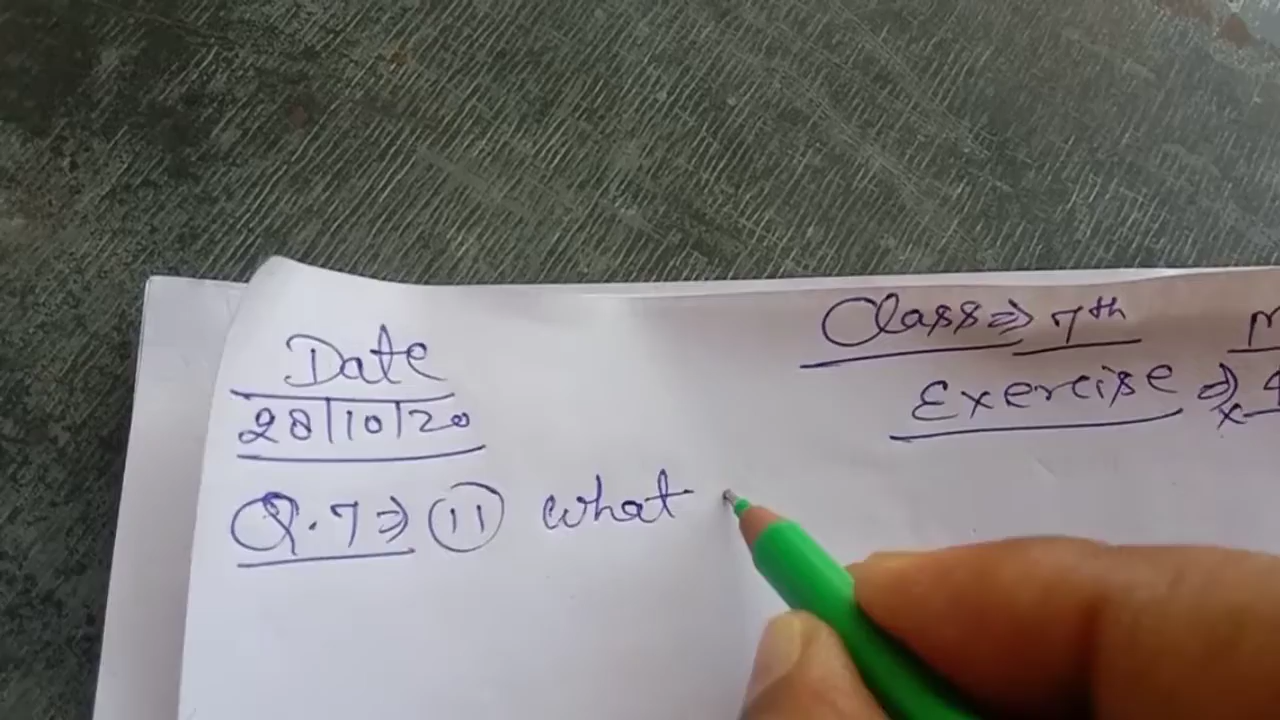 Class⇒ 7th
Date
Exercise ⇒
28/10/20
Q.7⇒ (11) what